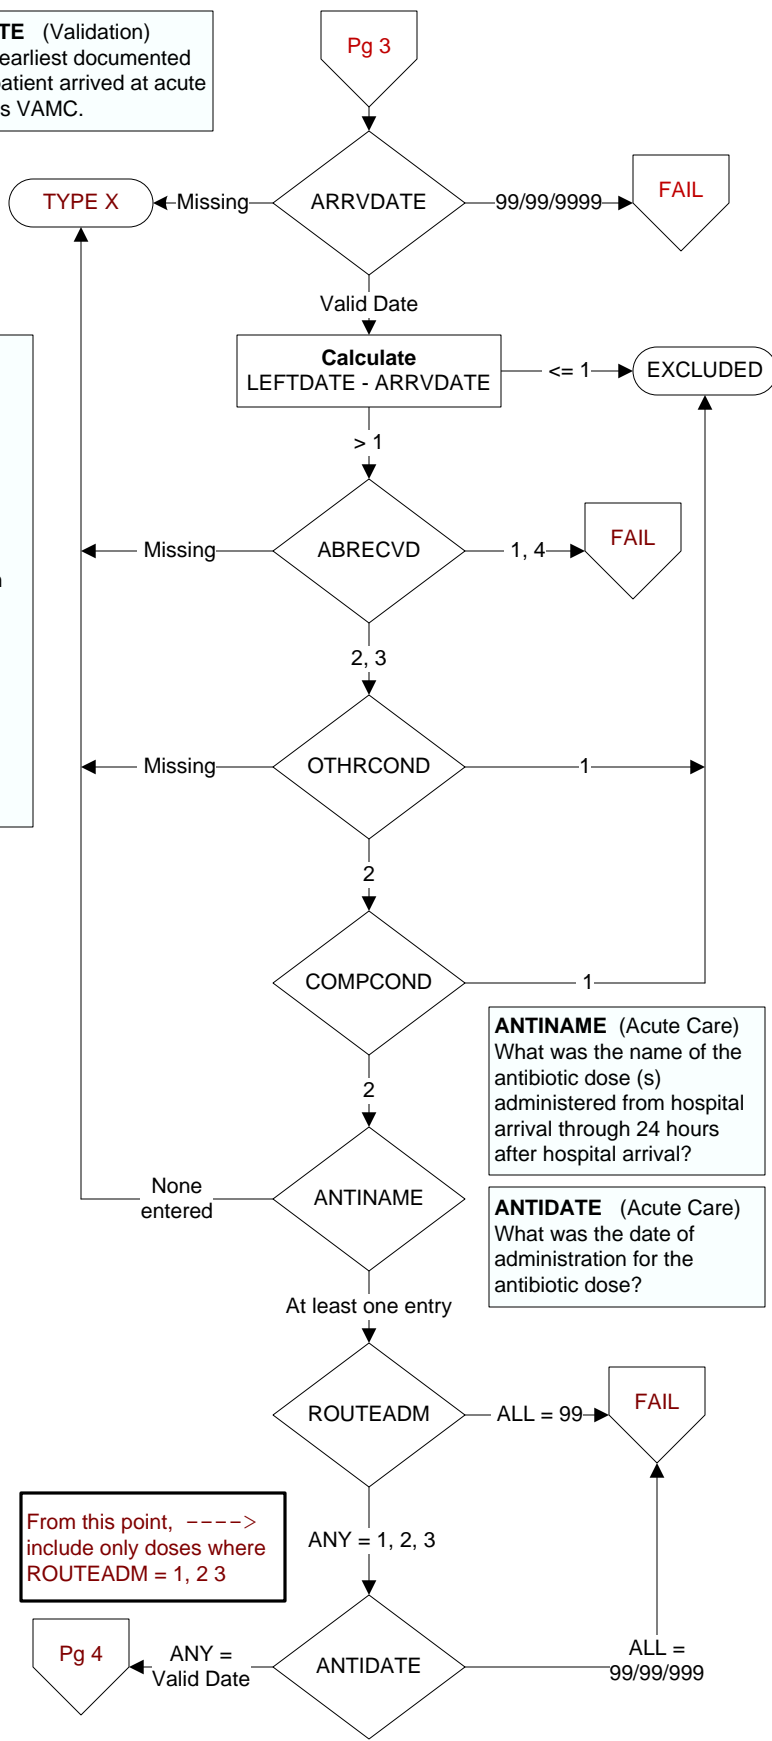 TE (Validation)
earliest documented
patient arrived at acute
s VAMC.
Pg 3
TYPE X
Missing
ARRVDATE
99/99/9999
FAIL
Valid Date
Calculate
LEFTDATE - ARRVDATE
<= 1
EXCLUDED
> 1
Missing
ABRECVD
1, 4
FAIL
2, 3
Missing
OTHRCOND
1
2
COMPCOND
1
ANTINAME (Acute Care)
What was the name of the
antibiotic dose (s)
administered from hospital
arrival through 24 hours
after hospital arrival?
2
None
entered
ANTINAME
ANTIDATE (Acute Care)
What was the date of
administration for the
antibiotic dose?
At least one entry
ROUTEADM
ALL = 99
FAIL
From this point, ---->
include only doses where
ROUTEADM = 1, 2 3
ANY = 1, 2, 3
Pg 4
ANY =
Valid Date
ANTIDATE
ALL =
99/99/999